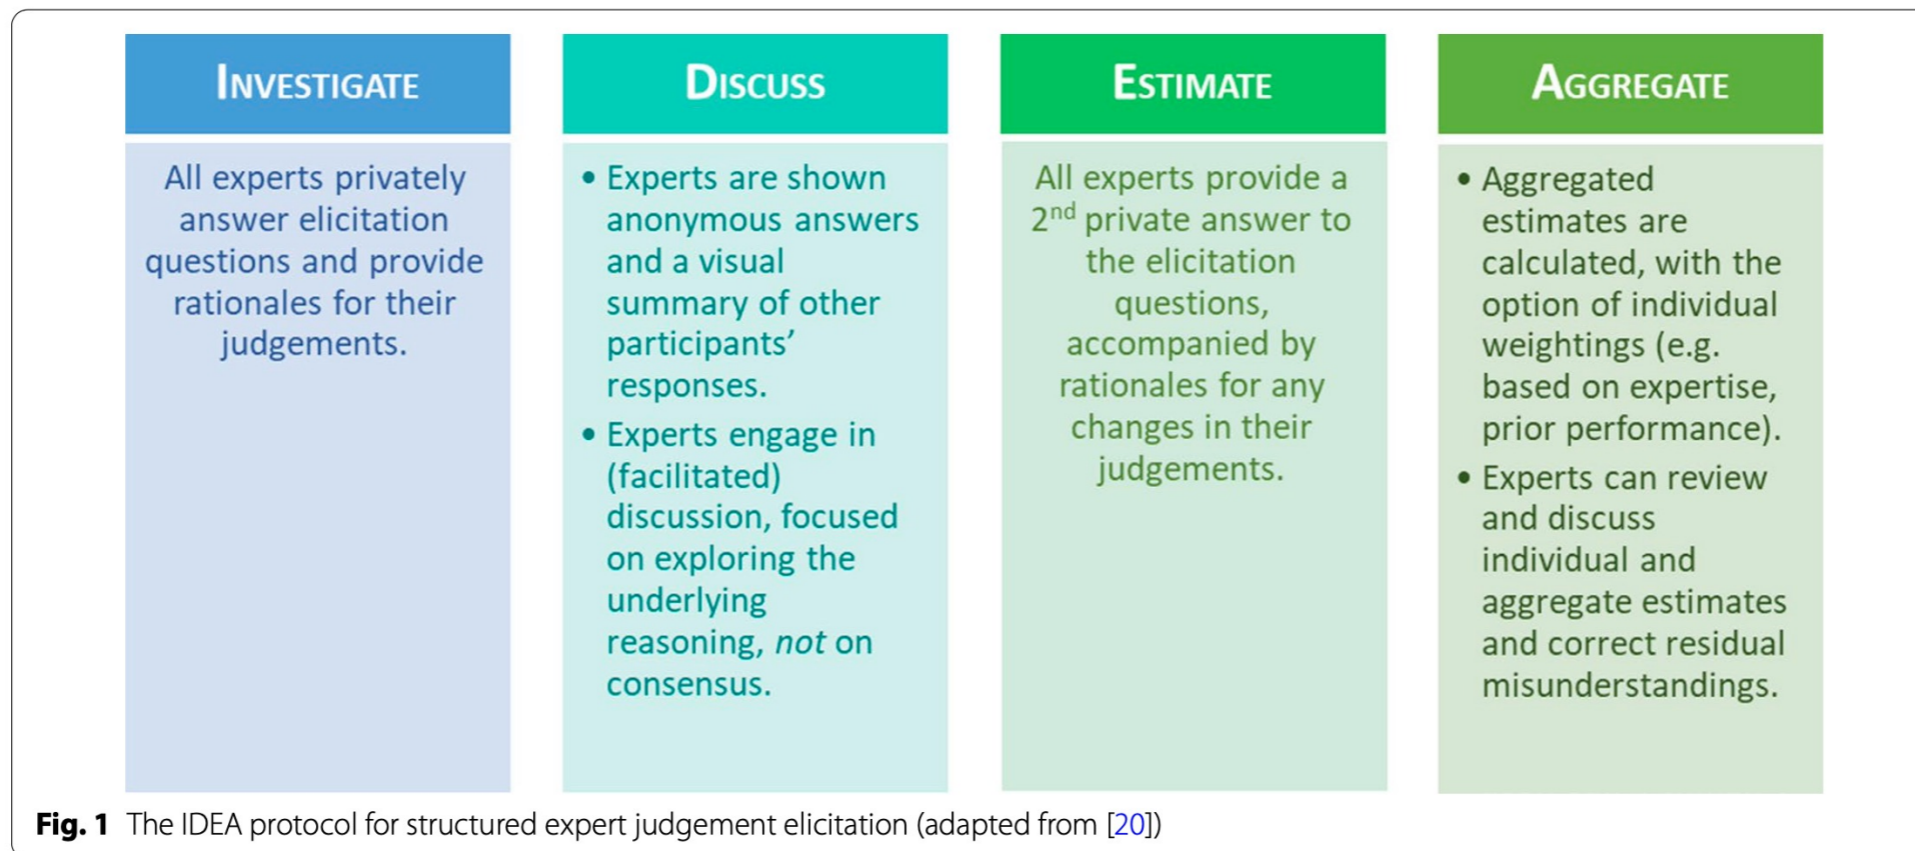 INVESTIGATE
All experts privately
answer elicitation
questions and provide
rationales for their
judgements.
DISCUSS
• Experts are shown
anonymous answers
and a visual
summary of other
participants’
responses.
• Experts engage in
(facilitated)
discussion, focused
on exploring the
underlying
reasoning, not on
consensus.
ESTIMATE
All experts provide a
2nd private answer to
the elicitation
questions,
accompanied by
rationales for any
changes in their
judgements.
AGGREGATE
• Aggregated
estimates are
calculated, with the
option of individual
weightings (e.g.
based on expertise,
prior performance).
• Experts can review
and discuss
individual and
aggregate estimates
and correct residual
misunderstandings.
Fig. 1 The IDEA protocol for structured expert judgement elicitation (adapted from [20])